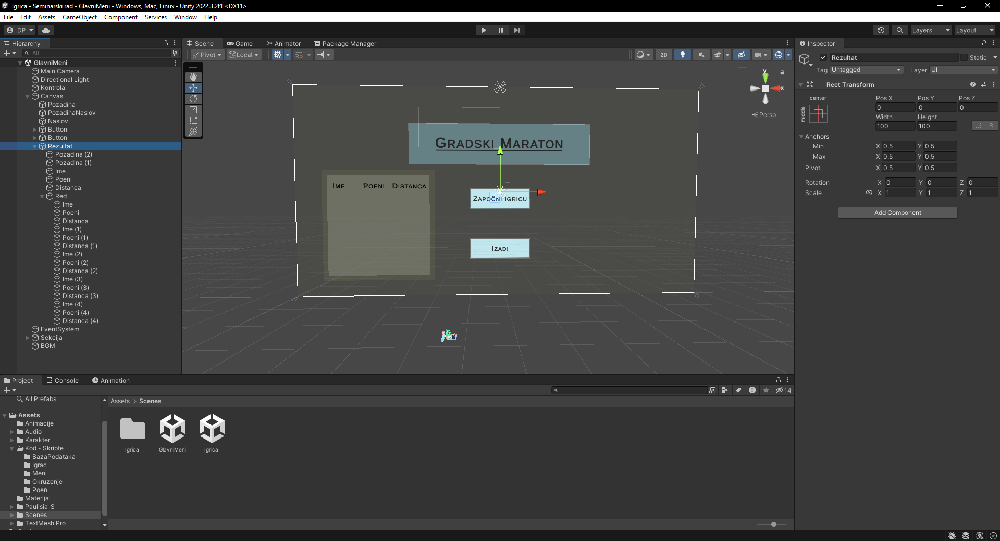 Igrica - Seminarski rad - GlavniMeni - Windows, Mac, Linux - Unity 2022.3.2f1 <DX11>
File Edit Assets GameObject Component Services Window Help
DP
Layers Layout
Hierarchy
All
GlavniMeni
Main Camera
Directional Light
Kontrola
Canvas
Pozadina
PozadinaNaslov
Naslov
Button
Button
Rezultat
Pozadina (2)
Pozadina (1)
Ime
Poeni
Distanca
Red
Ime
Poeni
Distanca
Ime (1)
Poeni (1)
Distanca (1)
Ime (2)
Poeni (2)
Distanca (2)
Ime (3)
Poeni (3)
Distanca (3)
Ime (4)
Poeni (4)
Distanca (4)
EventSystem
Sekcija
BGM
Scene Game Animator Package Manager
Pivot Local 2D
y
x
Persp
Gradski Maraton
Ime Poeni Distanca
Započni igricu
Izađi
Inspector
Rezultat Static
Tag Untagged Layer UI
Rect Transform
center
middle
Pos X Pos Y Pos Z
0 0 0
Width Height
100 100 R
Anchors
Min X 0.5 Y 0.5
Max X 0.5 Y 0.5
Pivot X 0.5 Y 0.5
Rotation X 0 Y 0 Z 0
Scale X 1 Y 1 Z 1
Add Component
Project Console Animation
14
All Prefabs
Assets
Animacije
Audio
Karakter
Kod - Skripte
BazaPodataka
Igrac
Meni
Okruzenje
Poen
Materijal
Paulisia_S
Scenes
TextMesh Pro
Assets > Scenes
Igrica GlavniMeni Igrica